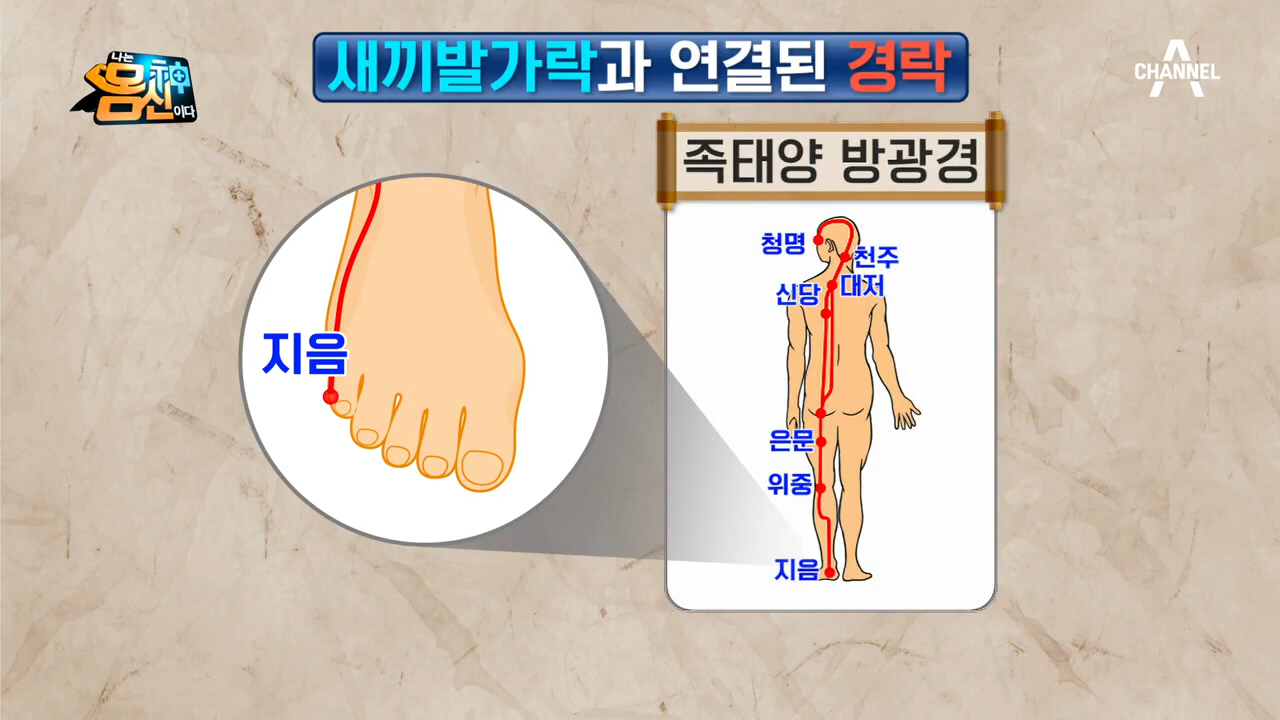 나는
몸神
신이다
새끼발가락과 연결된 경락
CHANNEL A
족태양 방광경
청명
천주
대저
신당
은문
위중
지음
지음